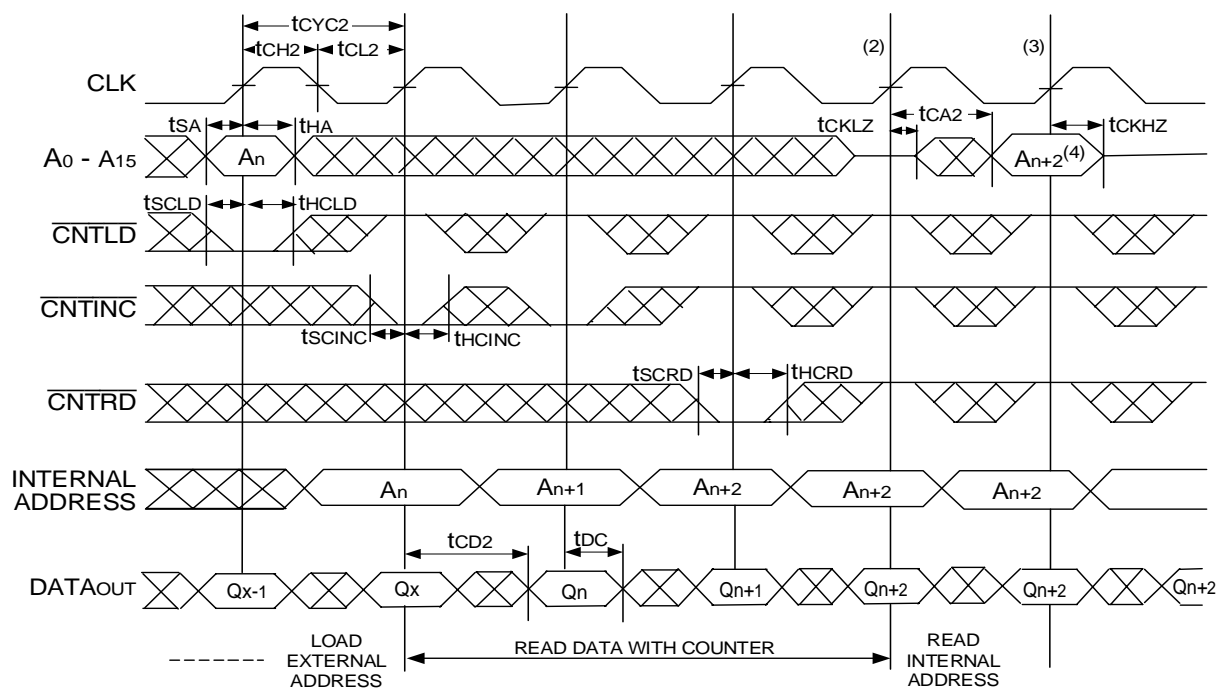 tCYC2
tCH2 tCL2 (2) (3)
CLK
tSA tHA tCKLZ tCA2 tCKHZ
A0 - A15 An An+2(4)
tSCLD tHCLD
CNTLD
CNTINC
tSCINC tHCINC
tSCRD tHCRD
CNTRD
INTERNAL
ADDRESS An An+1 An+2 An+2 An+2
tCD2 tDC
DATAOUT Qx-1 Qx Qn Qn+1 Qn+2 Qn+2 Qn+2
LOAD
EXTERNAL
ADDRESS
READ DATA WITH COUNTER
READ
INTERNAL
ADDRESS